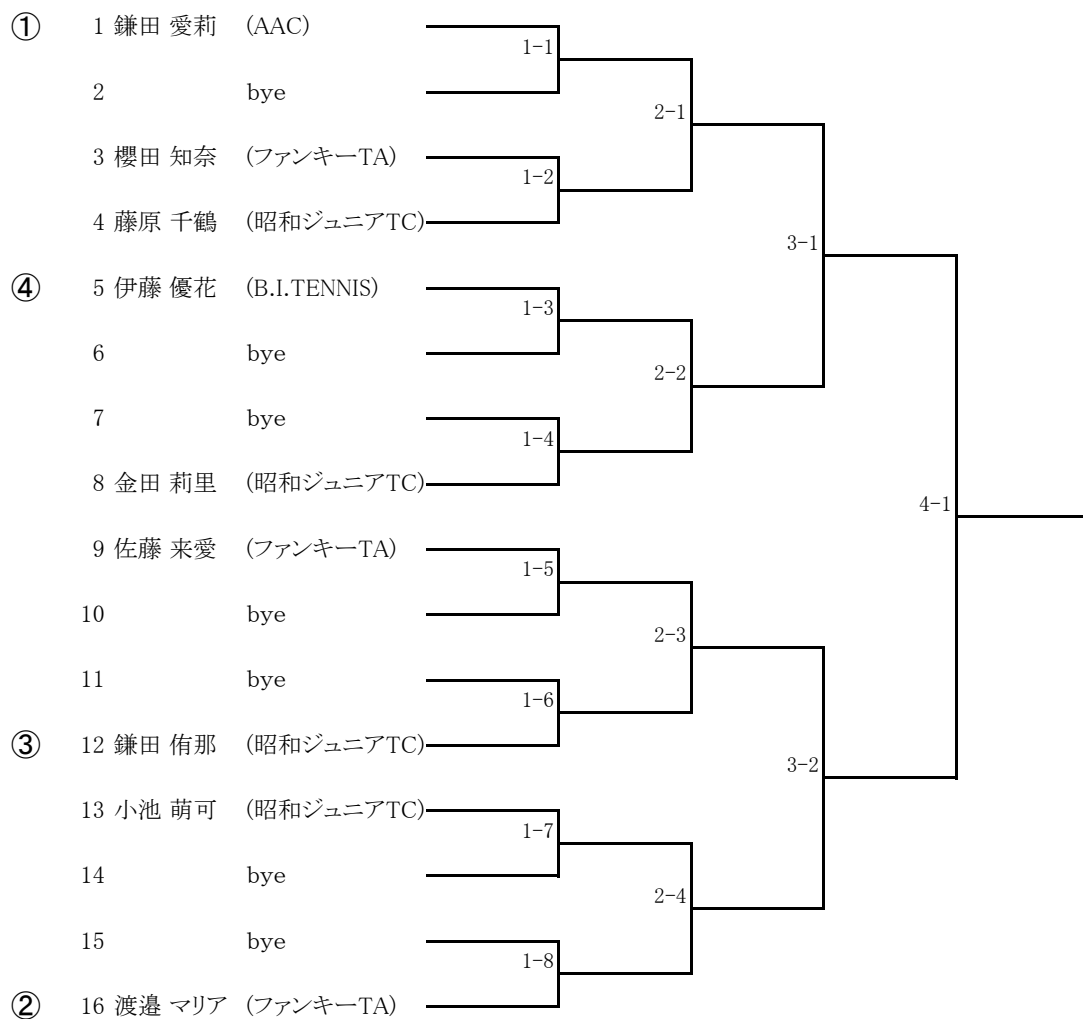 ① 1 鎌田 愛莉 (AAC)
1-1
2 bye
2-1
3 櫻田 知奈 (ファンキーTA)
1-2
4 藤原 千鶴 (昭和ジュニアTC)
3-1
④ 5 伊藤 優花 (B.I.TENNIS)
1-3
6 bye
2-2
7 bye
1-4
8 金田 莉里 (昭和ジュニアTC)
4-1
9 佐藤 来愛 (ファンキーTA)
1-5
10 bye
2-3
11 bye
1-6
③ 12 鎌田 侑那 (昭和ジュニアTC)
3-2
13 小池 萌可 (昭和ジュニアTC)
1-7
14 bye
2-4
15 bye
1-8
② 16 渡邉 マリア (ファンキーTA)